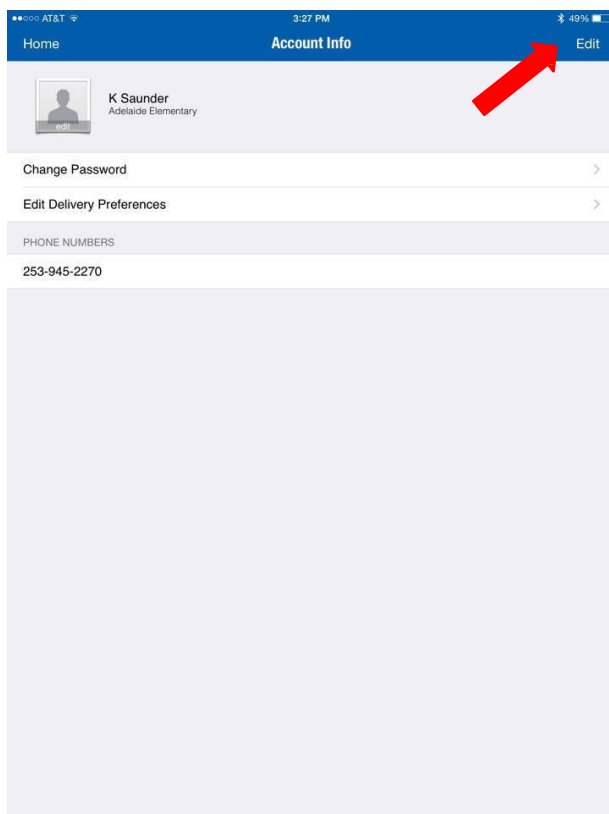 AT&T 3:27 PM 49%
Home Account Info Edit
K Saunder
Adelaide Elementary
edit
Change Password
Edit Delivery Preferences
PHONE NUMBERS
253-945-2270